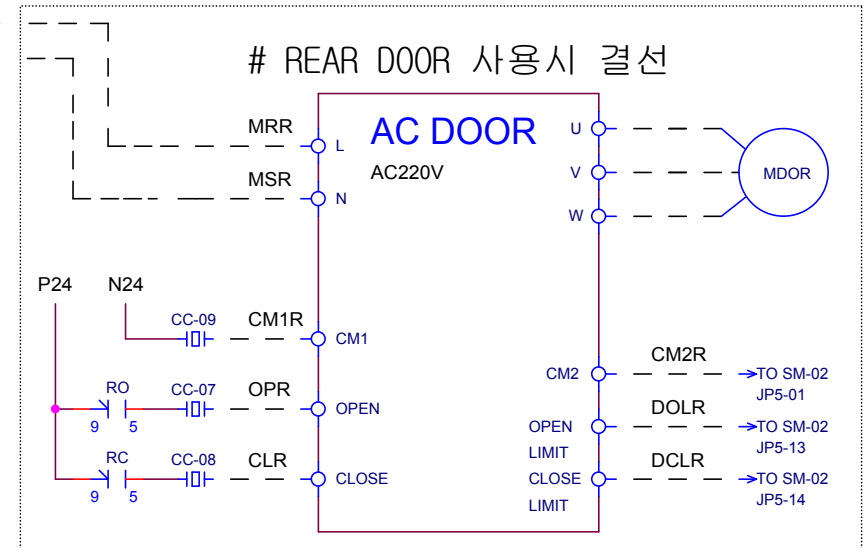 # REAR DOOR 사용시 결선
AC DOOR
AC220V
MRR
L
MSR
N
U
V
W
MDOR
P24
N24
CC-09
CM1R
CM1
RO
9
5
CC-07
OPR
OPEN
RC
9
5
CC-08
CLR
CLOSE
CM2
CM2R
TO SM-02
JP5-01
OPEN
LIMIT
DOLR
TO SM-02
JP5-13
CLOSE
LIMIT
DCLR
TO SM-02
JP5-14